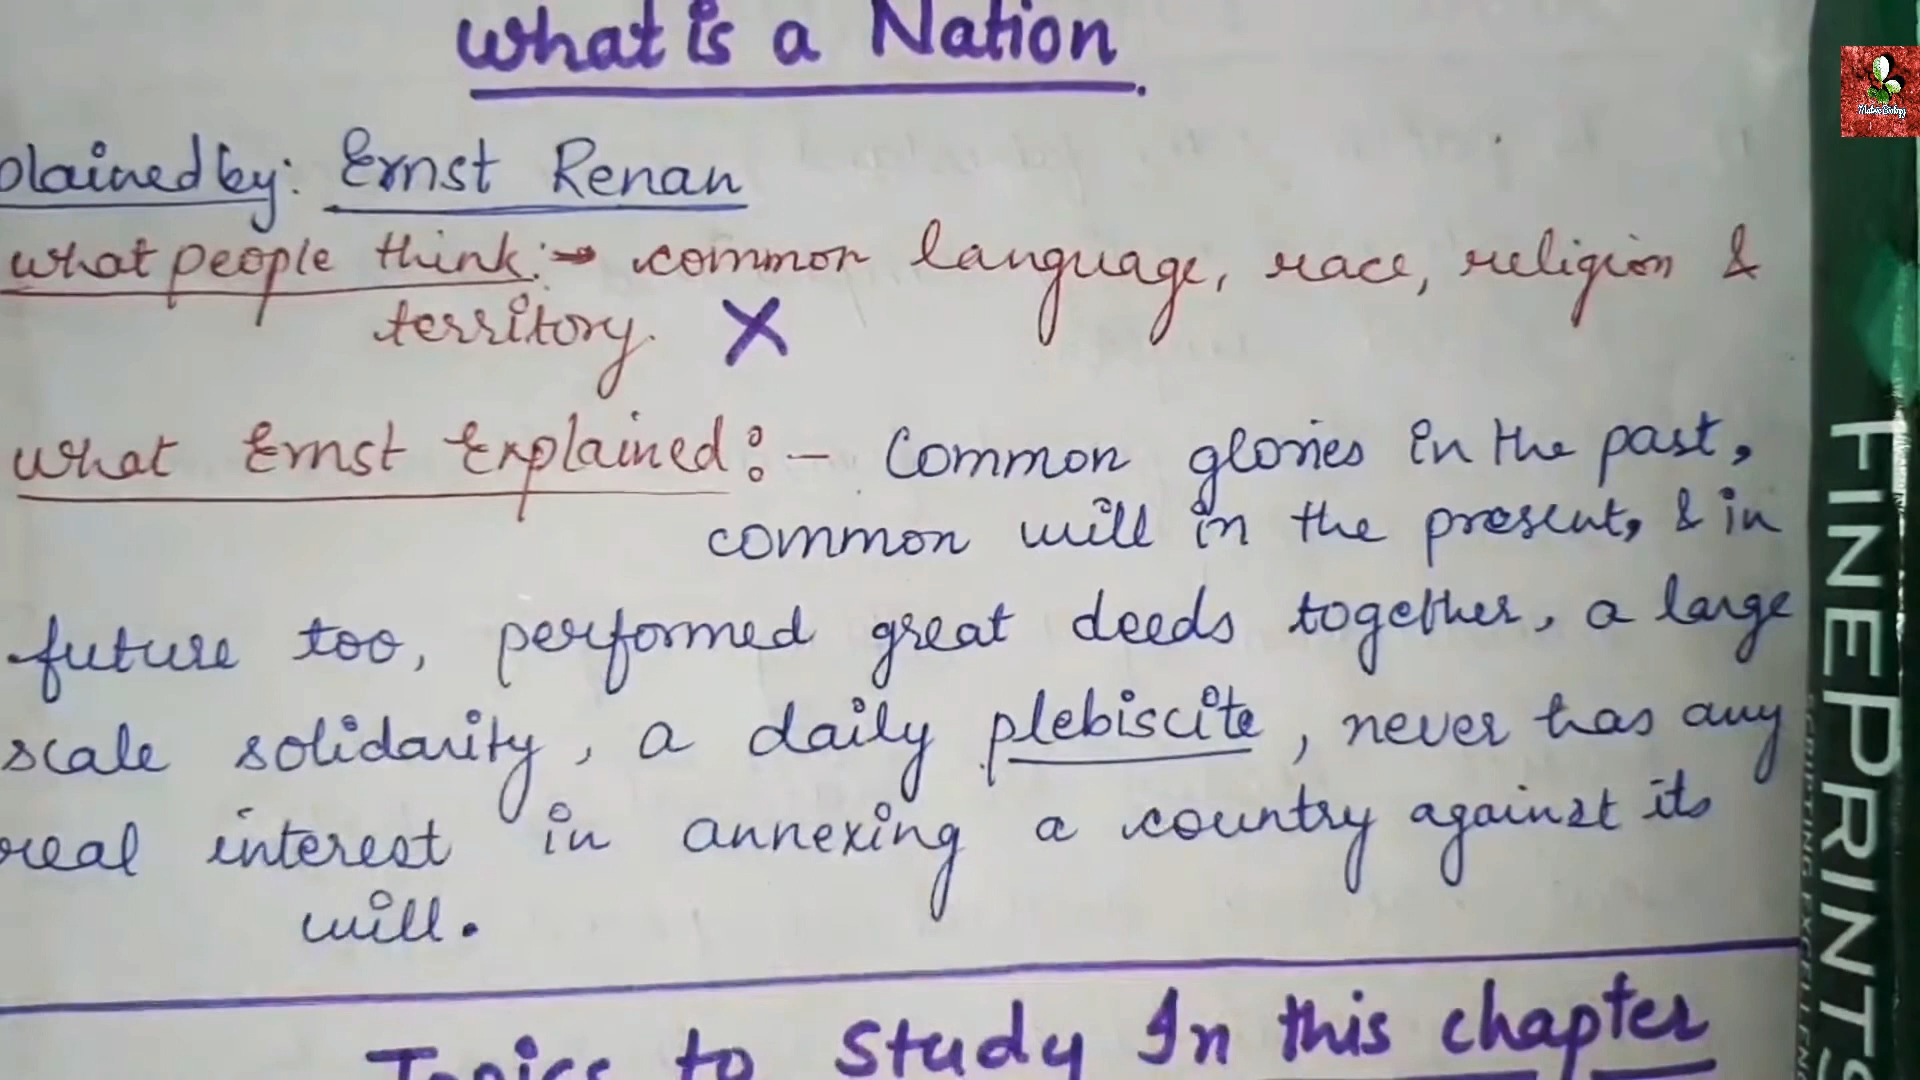 What is a Nation.
plained by: Ernst Renan
what people think:→ common language, race, religion &
territory. X
what Ernst Explained:- Common glories in the past,
common will in the present, & in
future too, performed great deeds together, a large
scale solidarity, a daily plebiscite, never has any
real interest in annexing a country against its
will.
Topics to Study In this chapter
FINEPRINTS